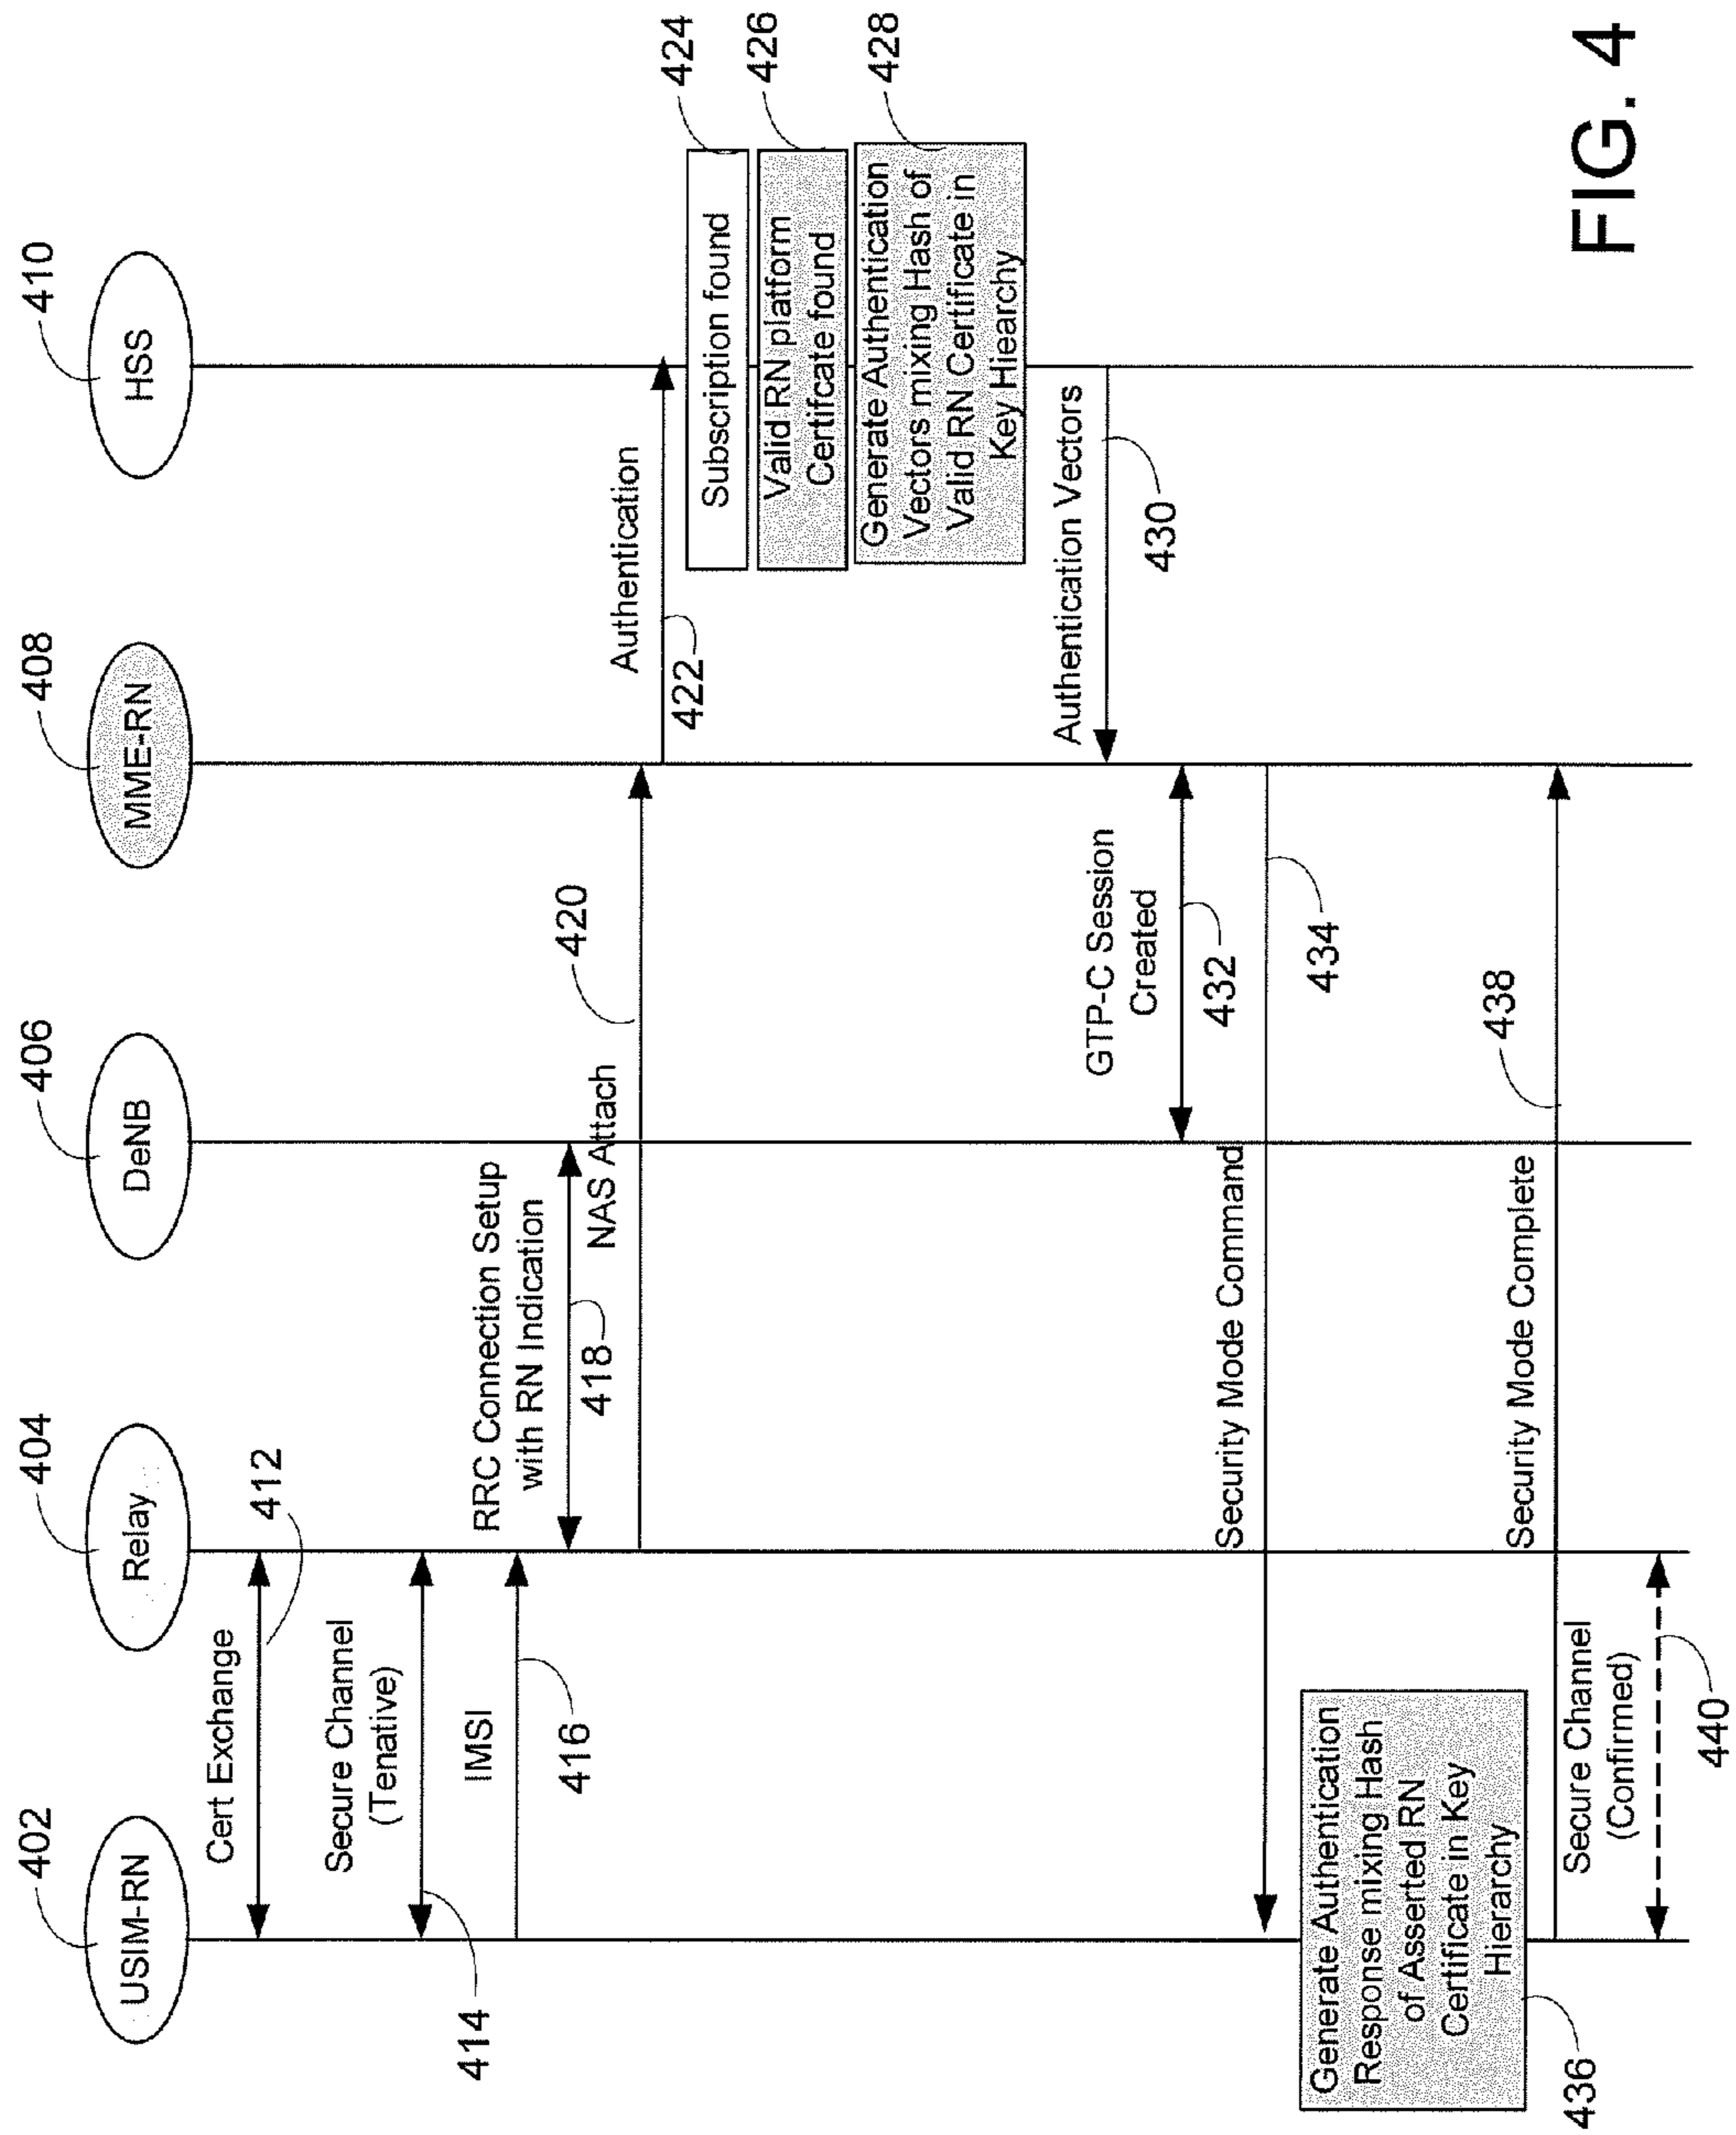 402
404
406
408
410
USIM-RN
Relay
DeNB
MME-RN
HSS
Cert Exchange
412
Secure Channel
(Tenative)
414
IMSI
416
RRC Connection Setup
with RN Indication
418
NAS Attach
420
Authentication
422
Subscription found
424
Valid RN platform
Certifcate found
426
Generate Authentication
Vectors mixing Hash of
Valid RN Certificate in
Key Hiearchy
428
Authentication Vectors
430
GTP-C Session
Created
432
Security Mode Command
434
Generate Authentication
Response mixing Hash
of Asserted RN
Certificate in Key
Hierarchy
436
Security Mode Complete
438
Secure Channel
(Confirmed)
440
FIG. 4